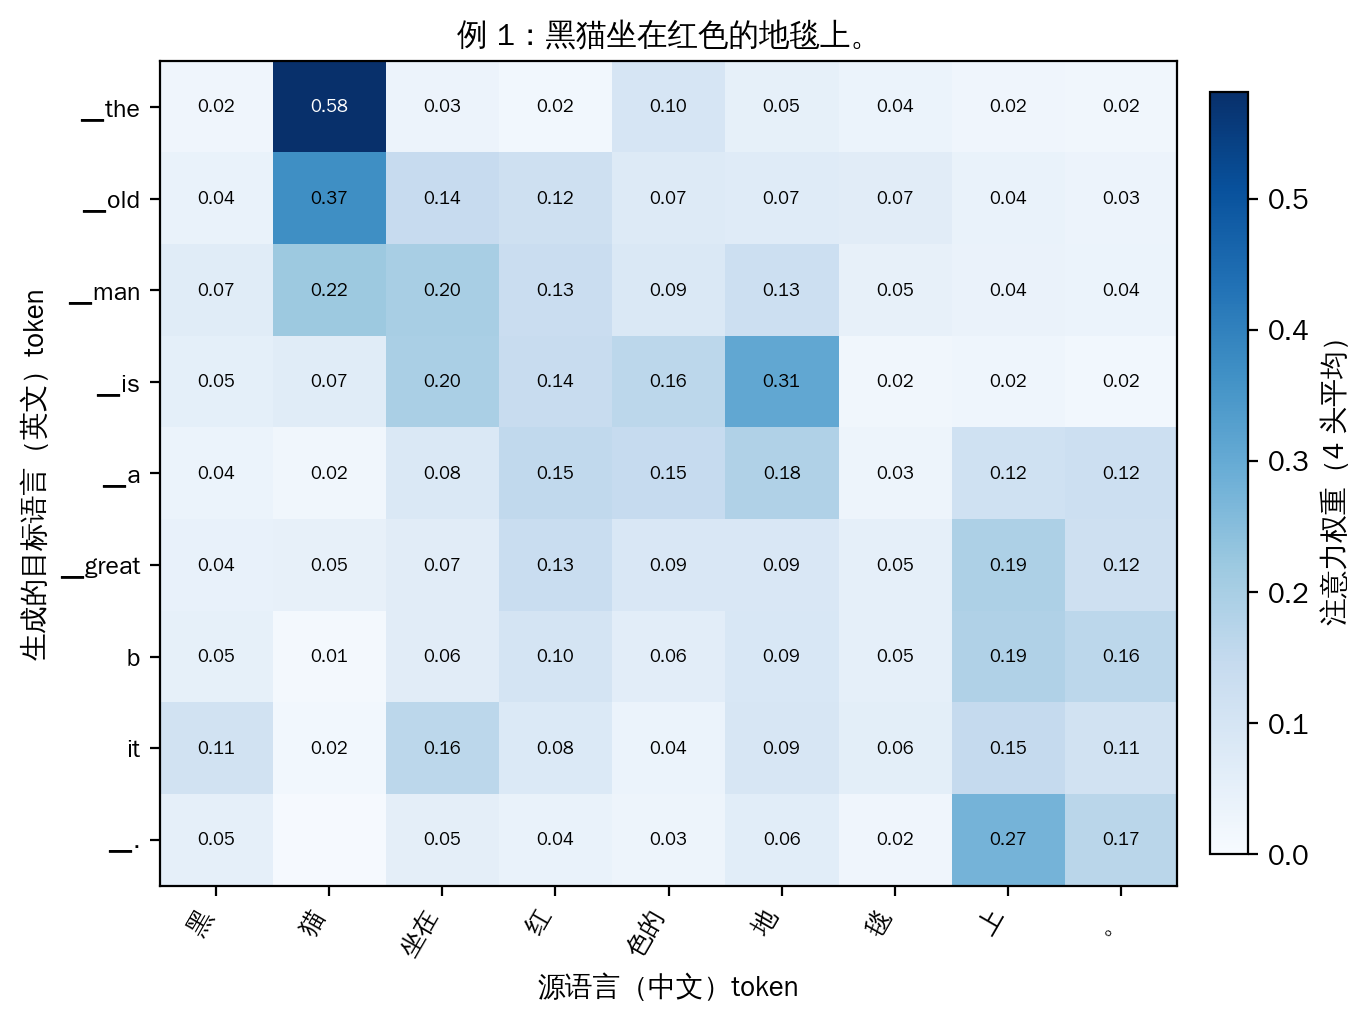 例 1：黑猫坐在红色的地毯上。
生成的目标语言（英文）token
▁the 0.02 0.58 0.03 0.02 0.10 0.05 0.04 0.02 0.02
▁old 0.04 0.37 0.14 0.12 0.07 0.07 0.07 0.04 0.03
▁man 0.07 0.22 0.20 0.13 0.09 0.13 0.05 0.04 0.04
▁is 0.05 0.07 0.20 0.14 0.16 0.31 0.02 0.02 0.02
▁a 0.04 0.02 0.08 0.15 0.15 0.18 0.03 0.12 0.12
▁great 0.04 0.05 0.07 0.13 0.09 0.09 0.05 0.19 0.12
b 0.05 0.01 0.06 0.10 0.06 0.09 0.05 0.19 0.16
it 0.11 0.02 0.16 0.08 0.04 0.09 0.06 0.15 0.11
▁. 0.05 0.05 0.04 0.03 0.06 0.02 0.27 0.17
黑 猫 坐在 红 色的 地 毯 上 。
源语言（中文）token
0.5
0.4
0.3
0.2
0.1
0.0
注意力权重（4 头平均）